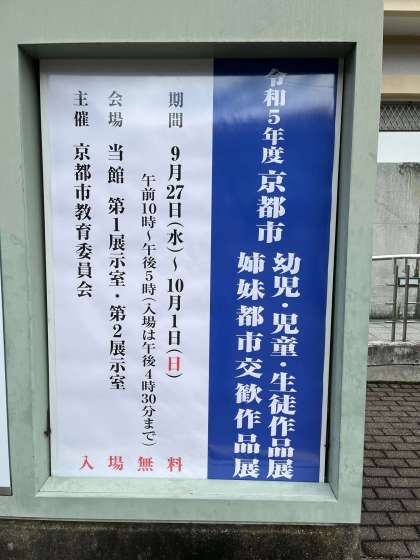 令和5年度 京都市
幼児・児童・生徒作品展
姉妹都市交歓作品展
期間 9月27日(水)～10月1日(日)
午前10時～午後5時(入場は午後4時30分まで)
会場 当館 第1展示室・第2展示室
主催 京都市教育委員会
入場無料